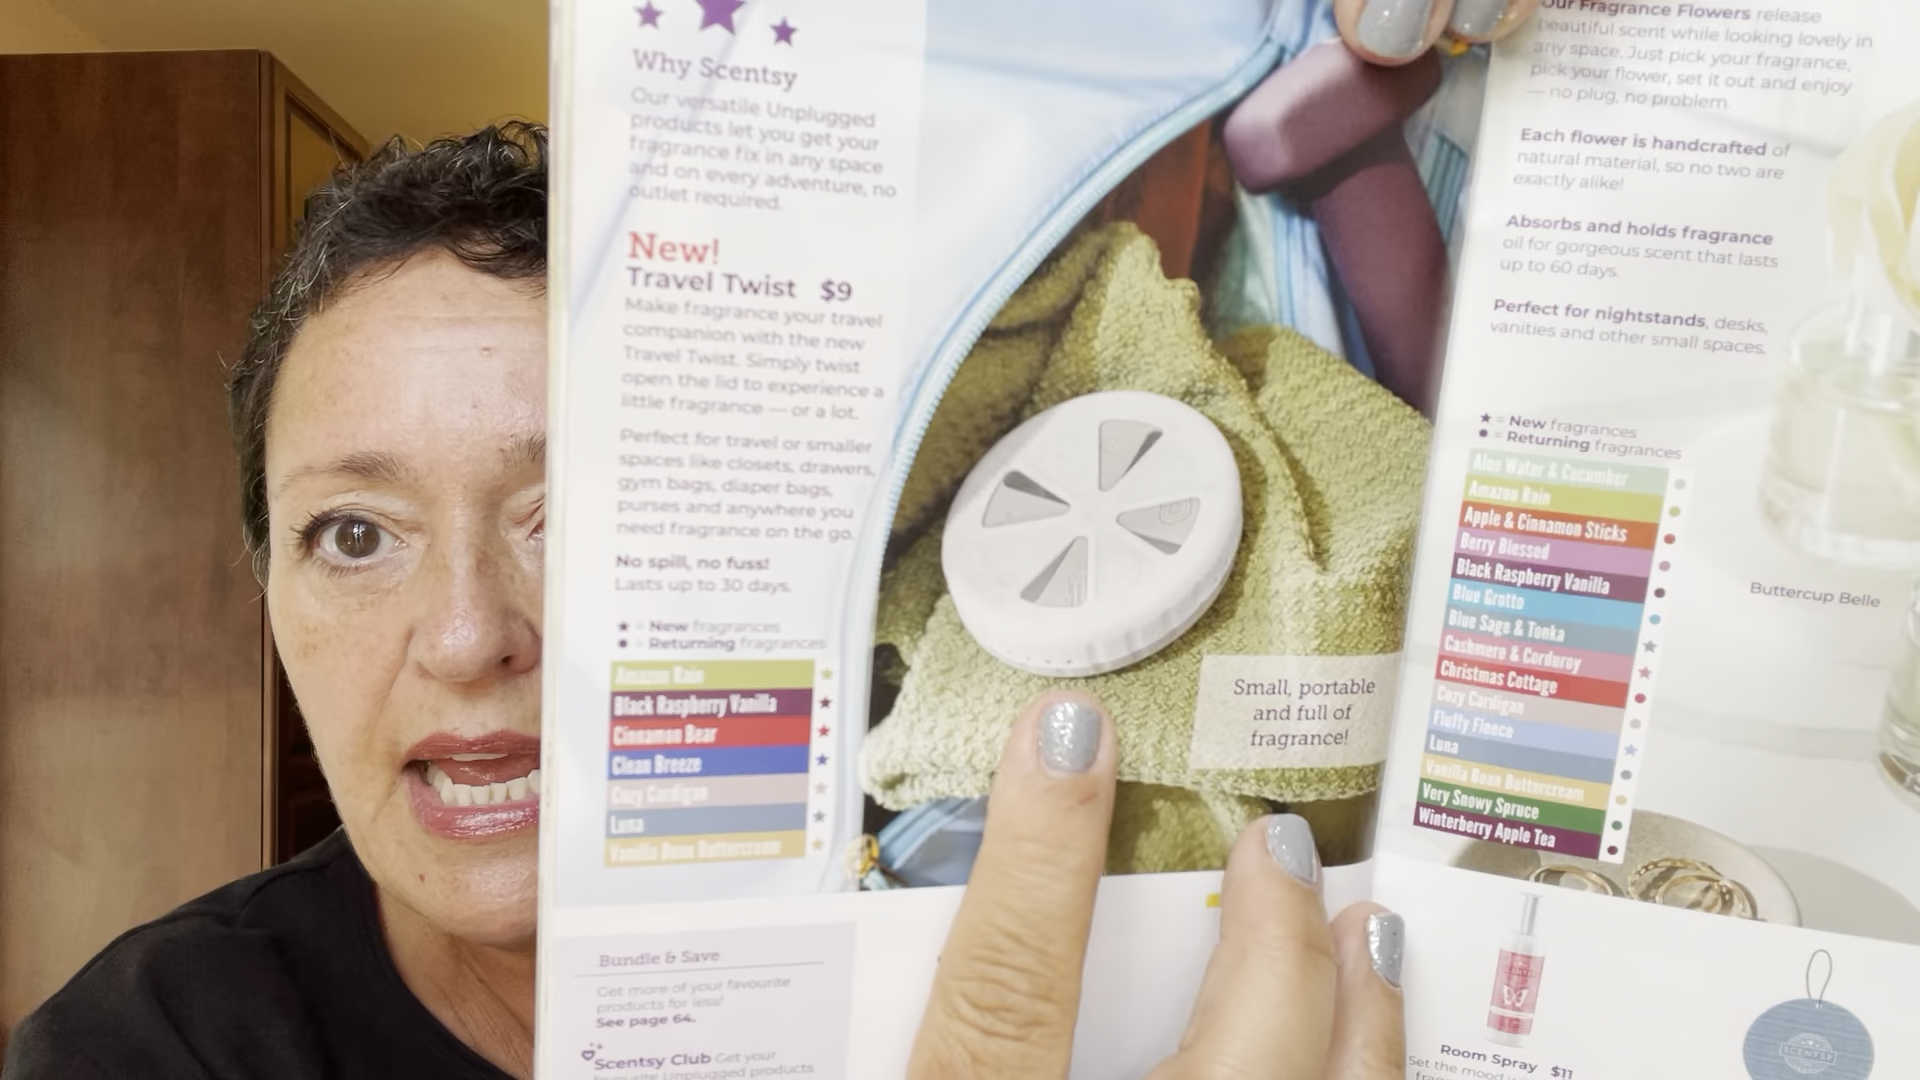 Why Scentsy
Our versatile Unplugged
products let you get your
fragrance fix in any space
and on every adventure, no
outlet required.
New!
Travel Twist $9
Make fragrance your travel
companion with the new
Travel Twist. Simply twist
open the lid to experience a
little fragrance — or a lot.
Perfect for travel or smaller
spaces like closets, drawers,
gym bags, diaper bags,
purses and anywhere you
need fragrance on the go.
No spill, no fuss!
Lasts up to 30 days.
★ = New fragrances
● = Returning fragrances
Amazon Rain
Black Raspberry Vanilla
Cinnamon Bear
Clean Breeze
Cozy Cardigan
Luna
Vanilla Bean Buttercream
Bundle & Save
Get more of your favourite
products for less!
See page 64.
Scentsy Club Get your
favourite Unplugged products
Small, portable
and full of
fragrance!
Our Fragrance Flowers release
beautiful scent while looking lovely in
any space. Just pick your fragrance,
pick your flower, set it out and enjoy
— no plug, no problem.
Each flower is handcrafted of
natural material, so no two are
exactly alike!
Absorbs and holds fragrance
oil for gorgeous scent that lasts
up to 60 days.
Perfect for nightstands, desks,
vanities and other small spaces.
★ = New fragrances
● = Returning fragrances
Aloe Water & Cucumber
Amazon Rain
Apple & Cinnamon Sticks
Berry Blessed
Black Raspberry Vanilla
Blue Grotto
Blue Sage & Tonka
Cashmere & Corduroy
Christmas Cottage
Cozy Cardigan
Fluffy Fleece
Luna
Vanilla Bean Buttercream
Very Snowy Spruce
Winterberry Apple Tea
Buttercup Belle
Room Spray $11
Set the mood
SCENTSY